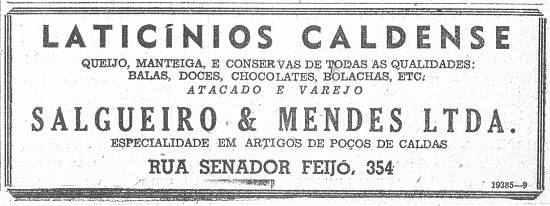 LATICÍNIOS CALDENSE
QUEIJO, MANTEIGA, E CONSERVAS DE TODAS AS QUALIDADES:
BALAS, DOCES, CHOCOLATES, BOLACHAS, ETC.
ATACADO E VAREJO
SALGUEIRO & MENDES LTDA.
ESPECIALIDADE EM ARTIGOS DE POÇOS DE CALDAS
RUA SENADOR FEIJÓ, 354
19385—9